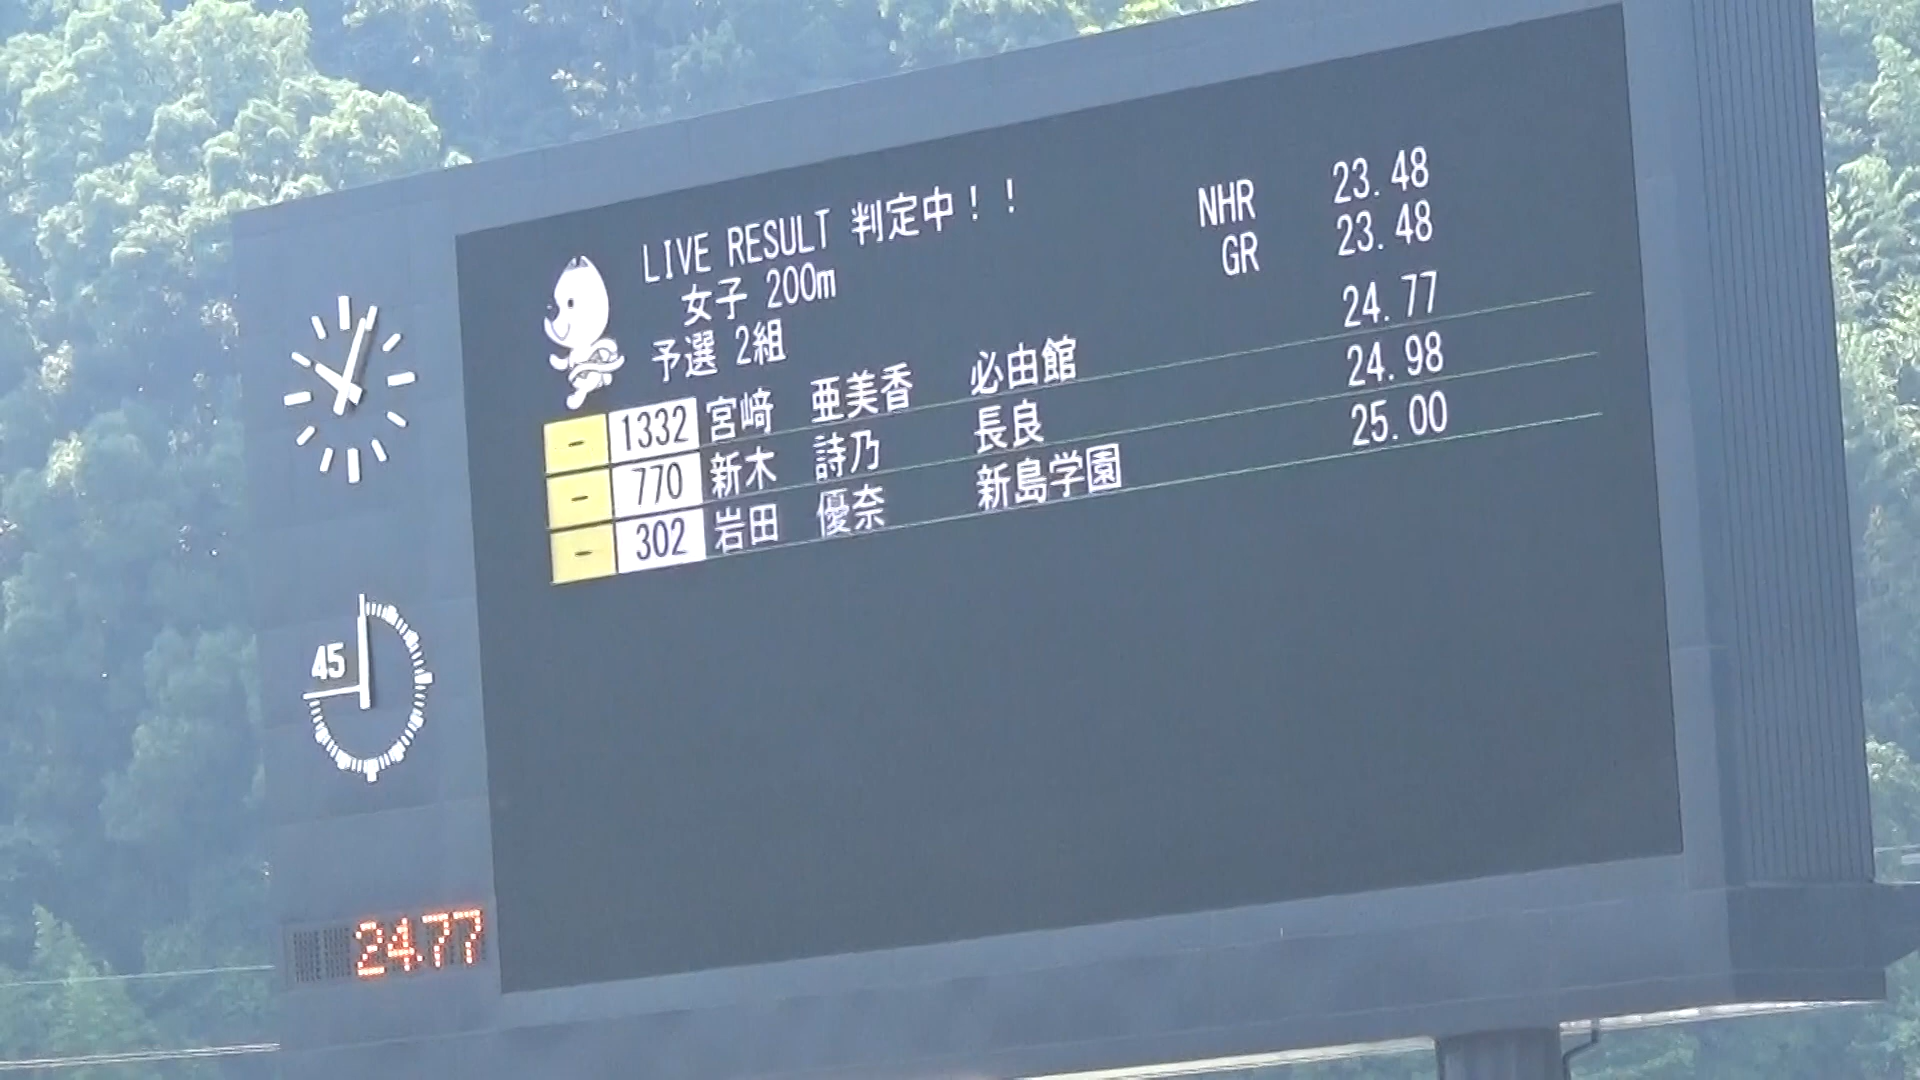 LIVE RESULT 判定中！！
女子 200m
予選 2組
NHR 23.48
GR 23.48
- 1332 宮﨑 亜美香 必由館 24.77
- 770 新木 詩乃 長良 24.98
- 302 岩田 優奈 新島学園 25.00
45
24.77